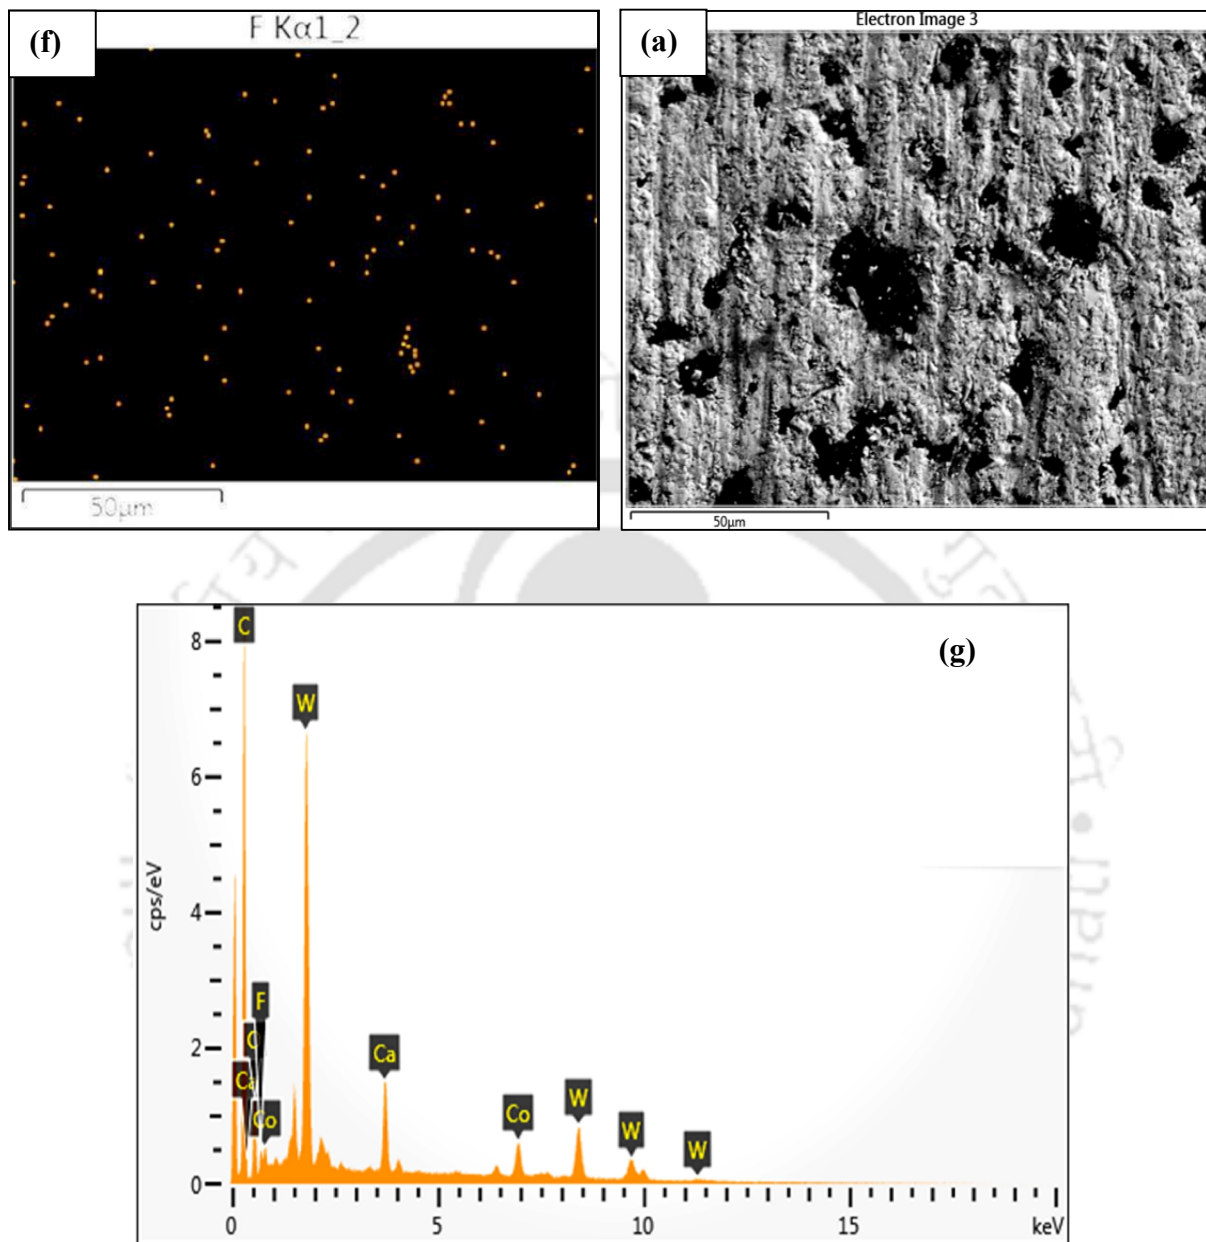 (f)
F Kα1_2
50µm
(a)
Electron Image 3
50µm
(g)
C
W
F
Ca
Co
Ca
Co
W
W
W
cps/eV
8
6
4
2
0
0
5
10
15
keV